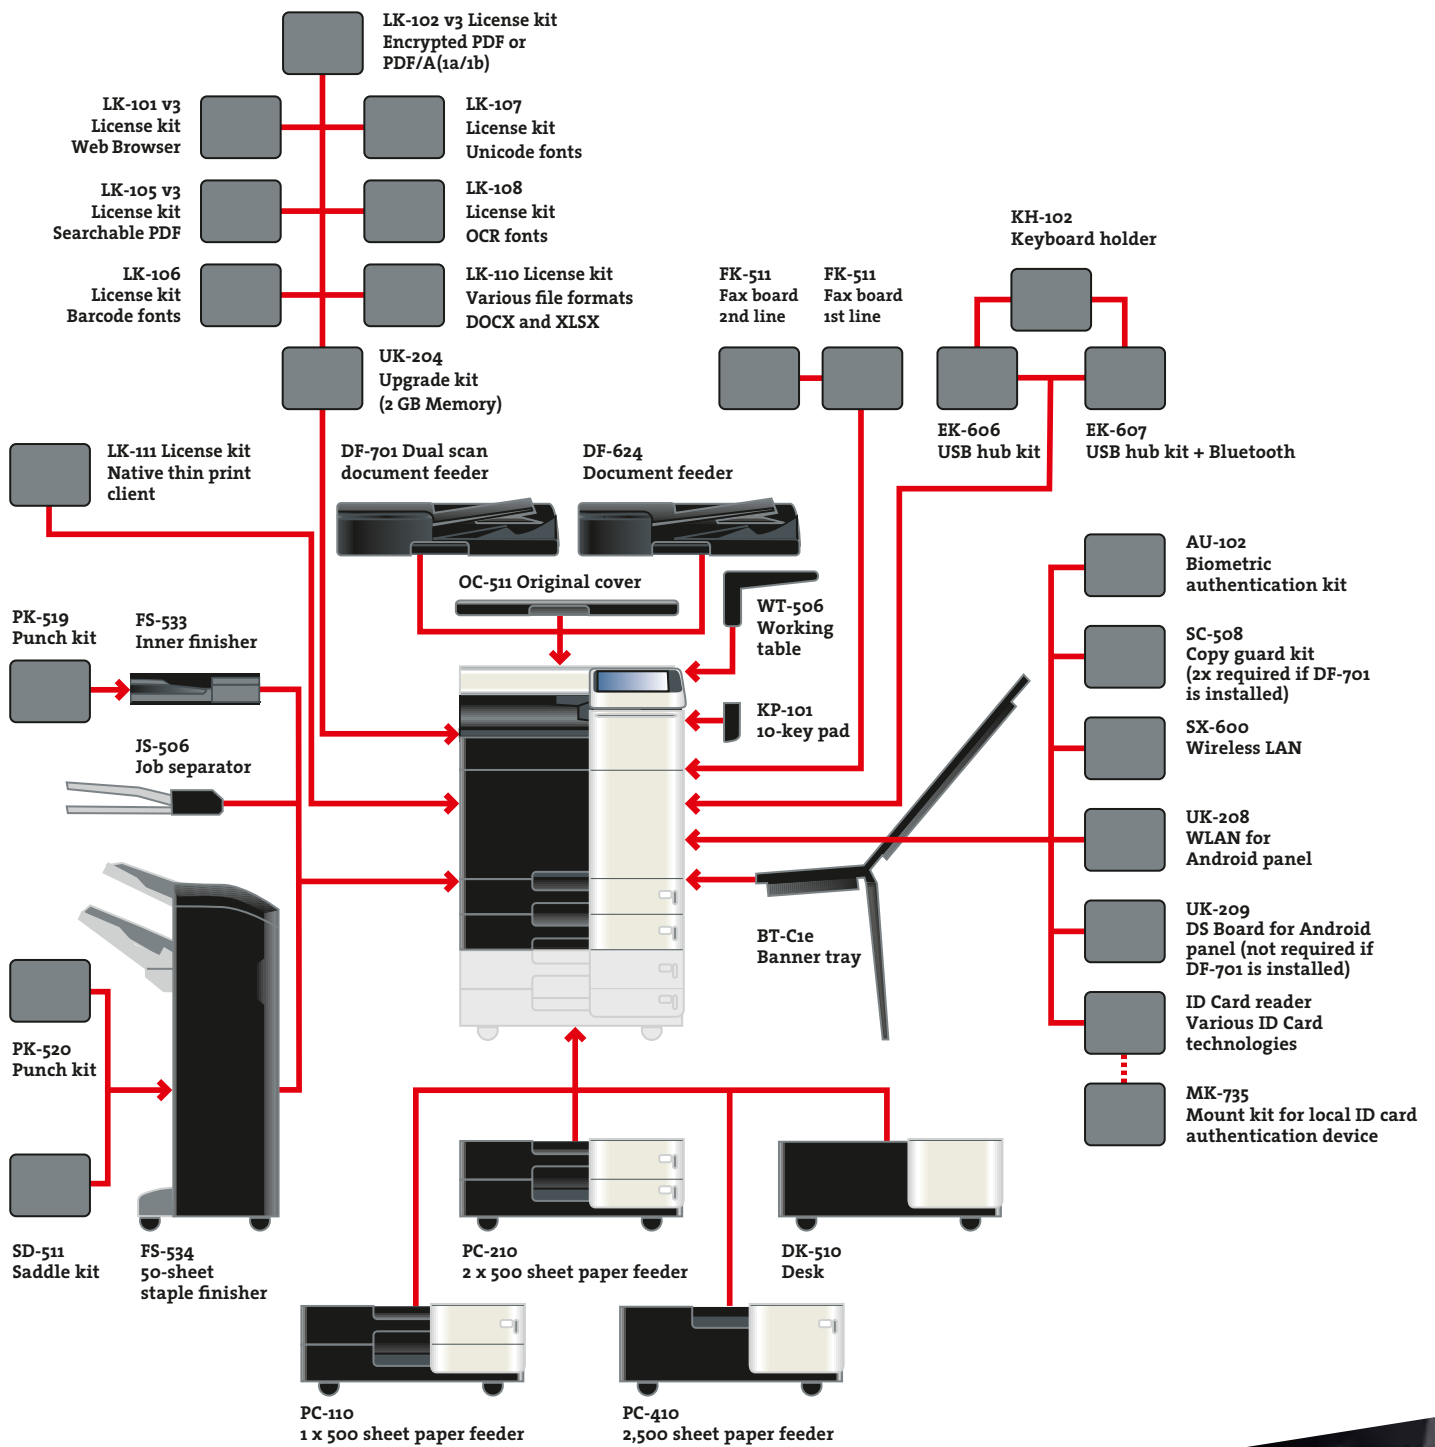 LK-102 v3 License kit
Encrypted PDF or
PDF/A(1a/1b)
LK-101 v3
License kit
Web Browser
LK-107
License kit
Unicode fonts
LK-105 v3
License kit
Searchable PDF
LK-108
License kit
OCR fonts
LK-106
License kit
Barcode fonts
LK-110 License kit
Various file formats
DOCX and XLSX
UK-204
Upgrade kit
(2 GB Memory)
FK-511
Fax board
2nd line
FK-511
Fax board
1st line
KH-102
Keyboard holder
EK-606
USB hub kit
EK-607
USB hub kit + Bluetooth
LK-111 License kit
Native thin print
client
DF-701 Dual scan
document feeder
DF-624
Document feeder
OC-511 Original cover
WT-506
Working
table
KP-101
10-key pad
PK-519
Punch kit
FS-533
Inner finisher
JS-506
Job separator
AU-102
Biometric
authentication kit
SC-508
Copy guard kit
(2x required if DF-701
is installed)
SX-600
Wireless LAN
UK-208
WLAN for
Android panel
UK-209
DS Board for Android
panel (not required if
DF-701 is installed)
ID Card reader
Various ID Card
technologies
MK-735
Mount kit for local ID card
authentication device
BT-C1e
Banner tray
PK-520
Punch kit
SD-511
Saddle kit
FS-534
50-sheet
staple finisher
PC-210
2 x 500 sheet paper feeder
DK-510
Desk
PC-110
1 x 500 sheet paper feeder
PC-410
2,500 sheet paper feeder